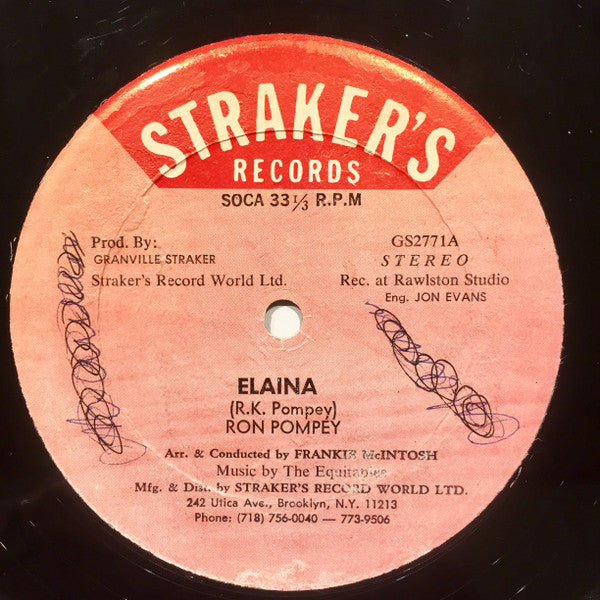 STRAKER'S
RECORDS
SOCA 33 1/3 R.P.M
Prod. By:
GRANVILLE STRAKER
Straker's Record World Ltd.
GS2771A
STEREO
Rec. at Rawlston Studio
Eng. JON EVANS
ELAINA
(R.K. Pompey)
RON POMPEY
Arr. & Conducted by FRANKIE McINTOSH
Music by The Equitables
Mfg. & Dist. by STRAKER'S RECORD WORLD LTD.
242 Utica Ave., Brooklyn, N.Y. 11213
Phone: (718) 756-0040 — 773-9506